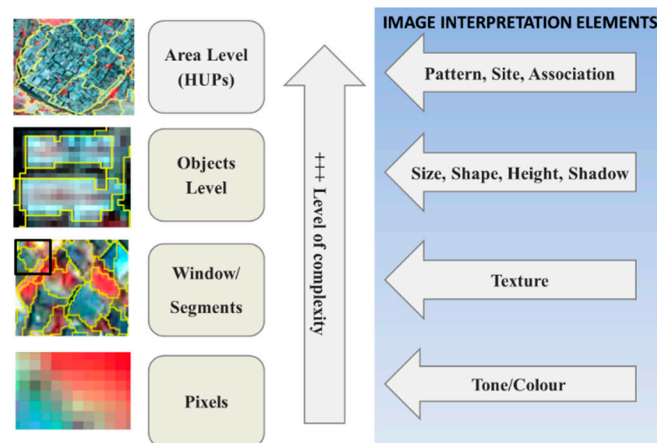 IMAGE INTERPRETATION ELEMENTS
Area Level
(HUPs)
Pattern, Site, Association
Objects
Level
Size, Shape, Height, Shadow
+++ Level of complexity
Window/
Segments
Texture
Pixels
Tone/Colour